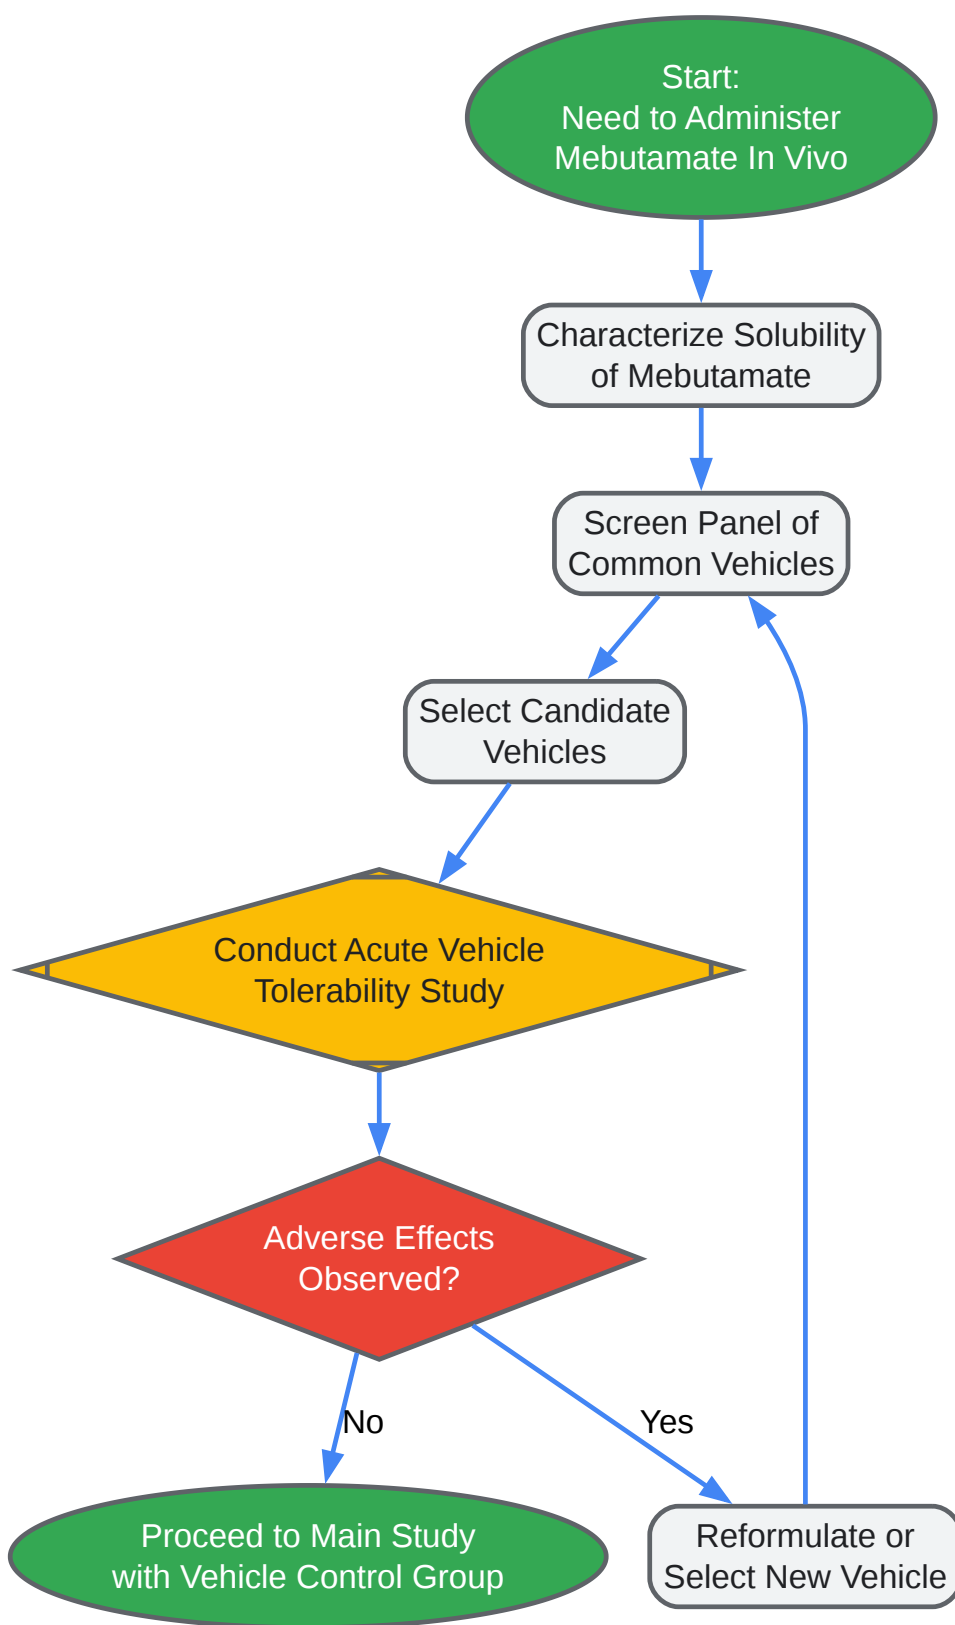 Start:
Need to Administer
Mebutamate In Vivo
Characterize Solubility
of Mebutamate
Screen Panel of
Common Vehicles
Select Candidate
Vehicles
Conduct Acute Vehicle
Tolerability Study
Adverse Effects
Observed?
No
Yes
Proceed to Main Study
with Vehicle Control Group
Reformulate or
Select New Vehicle